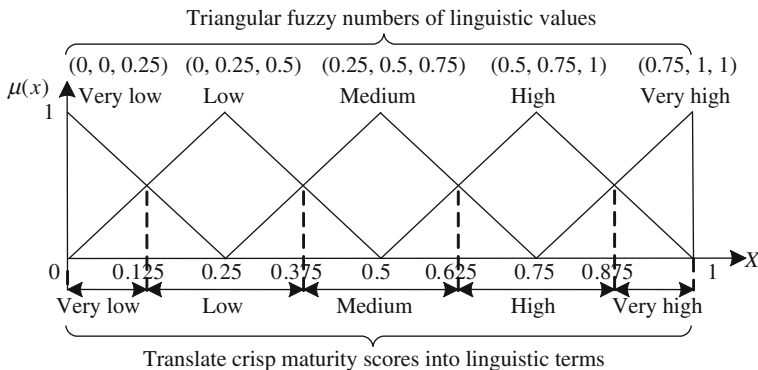 Triangular fuzzy numbers of linguistic values
(0, 0, 0.25) (0, 0.25, 0.5) (0.25, 0.5, 0.75) (0.5, 0.75, 1) (0.75, 1, 1)
μ(x) Very low Low Medium High Very high
1
0 0.125 0.25 0.375 0.5 0.625 0.75 0.875 1 X
Very low Low Medium High Very high
Translate crisp maturity scores into linguistic terms